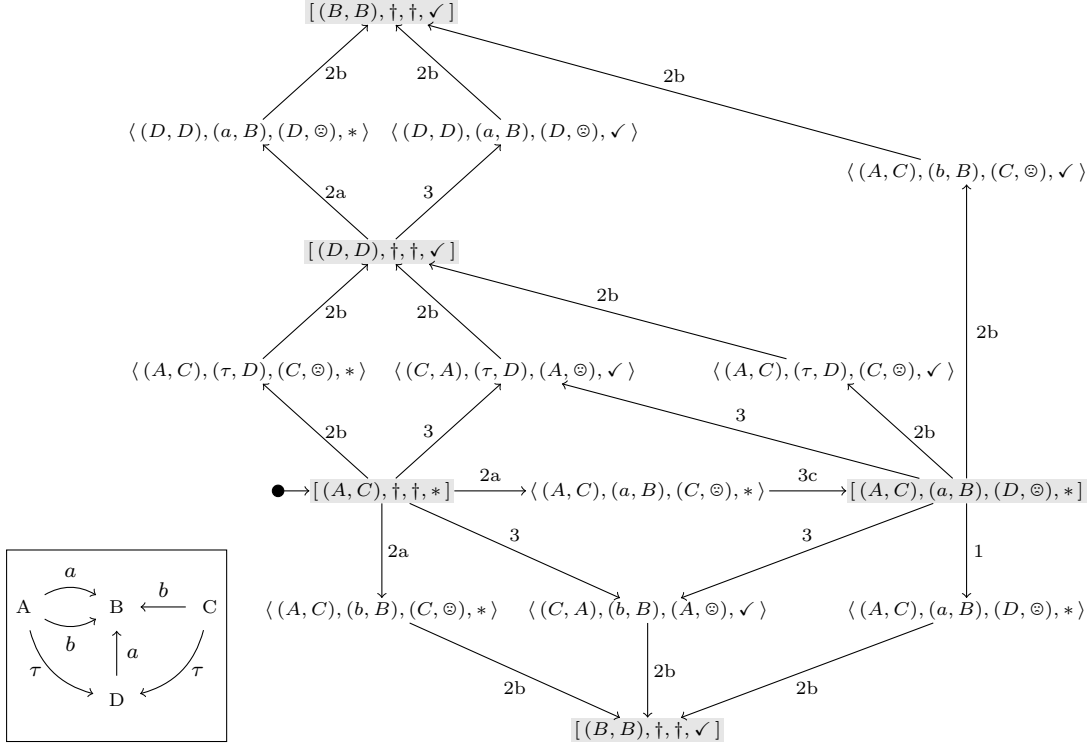 [ (B, B), †, †, ✓ ]
2b 2b 2b
⟨ (D, D), (a, B), (D, ☹), * ⟩ ⟨ (D, D), (a, B), (D, ☹), ✓ ⟩
⟨ (A, C), (b, B), (C, ☹), ✓ ⟩
2a 3
[ (D, D), †, †, ✓ ]
2b 2b 2b 2b
⟨ (A, C), (τ, D), (C, ☹), * ⟩ ⟨ (C, A), (τ, D), (A, ☹), ✓ ⟩ ⟨ (A, C), (τ, D), (C, ☹), ✓ ⟩
2b 3 3 2b
[ (A, C), †, †, * ] 2a ⟨ (A, C), (a, B), (C, ☹), * ⟩ 3c [ (A, C), (a, B), (D, ☹), * ]
2a 3 3 1
⟨ (A, C), (b, B), (C, ☹), * ⟩ ⟨ (C, A), (b, B), (A, ☹), ✓ ⟩ ⟨ (A, C), (a, B), (D, ☹), * ⟩
2b 2b 2b
[ (B, B), †, †, ✓ ]
a b
A B C
b a
τ τ
D